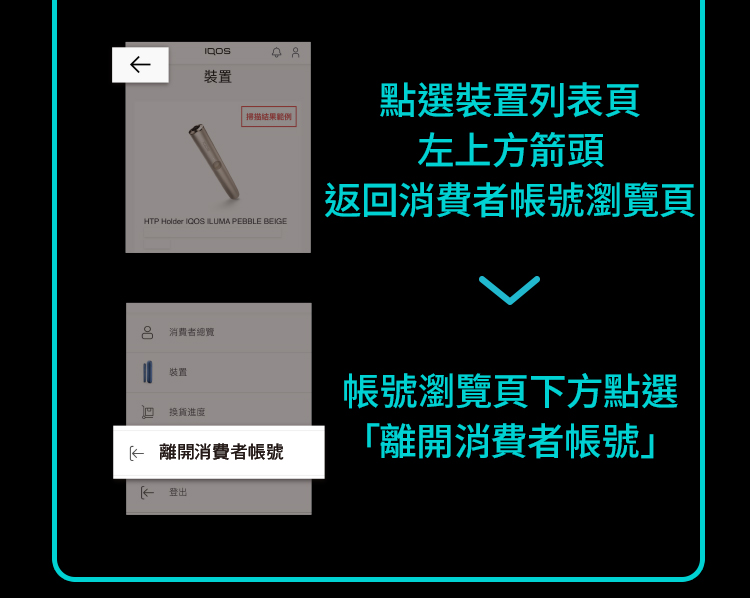 IQOS
裝置
掃描結果範例
HTP Holder IQOS ILUMA PEBBLE BEIGE
點選裝置列表頁
左上方箭頭
返回消費者帳號瀏覽頁
消費者總覽
裝置
換貨進度
離開消費者帳號
登出
帳號瀏覽頁下方點選
「離開消費者帳號」